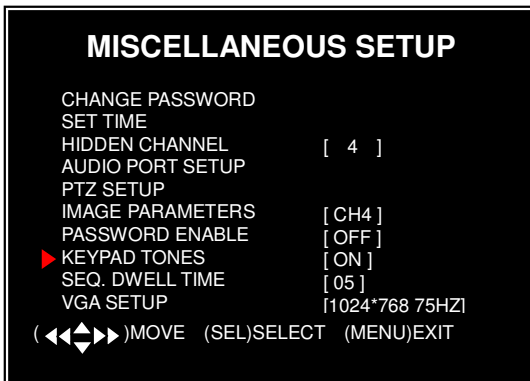 MISCELLANEOUS SETUP
CHANGE PASSWORD
SET TIME
HIDDEN CHANNEL [ 4 ]
AUDIO PORT SETUP
PTZ SETUP
IMAGE PARAMETERS [ CH4 ]
PASSWORD ENABLE [ OFF ]
KEYPAD TONES [ ON ]
SEQ. DWELL TIME [ 05 ]
VGA SETUP [1024*768 75HZ]
( ◀◀▲▼▶▶ )MOVE (SEL)SELECT (MENU)EXIT